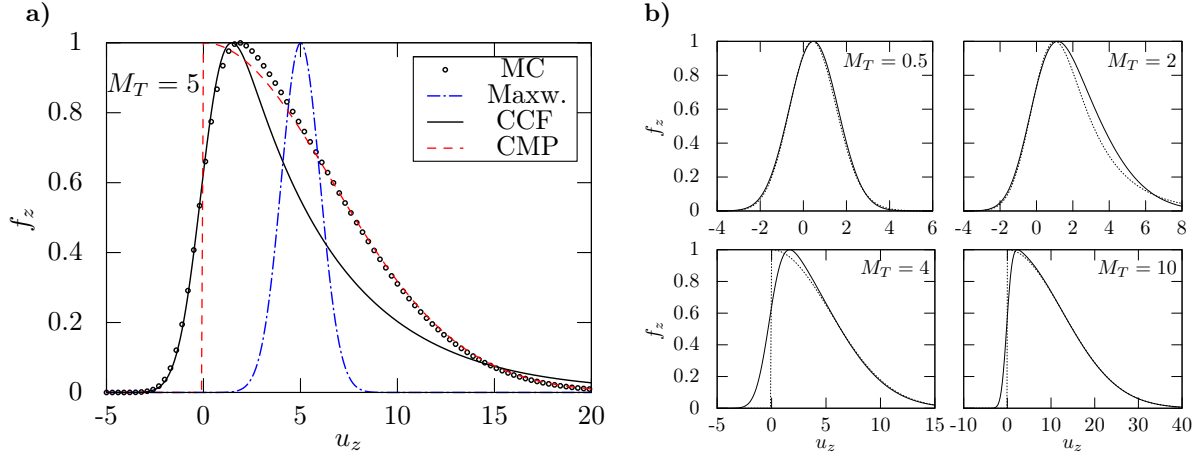 a)
M_T = 5
MC
Maxw.
CCF
CMP
f_z
1
0.8
0.6
0.4
0.2
0
-5 0 5 10 15 20
u_z
b)
M_T = 0.5
f_z
1
0.8
0.6
0.4
0.2
0
-4 -2 0 2 4 6
M_T = 2
-4 -2 0 2 4 6 8
M_T = 4
f_z
1
0.8
0.6
0.4
0.2
0
-5 0 5 10 15
u_z
M_T = 10
-10 0 10 20 30 40
u_z